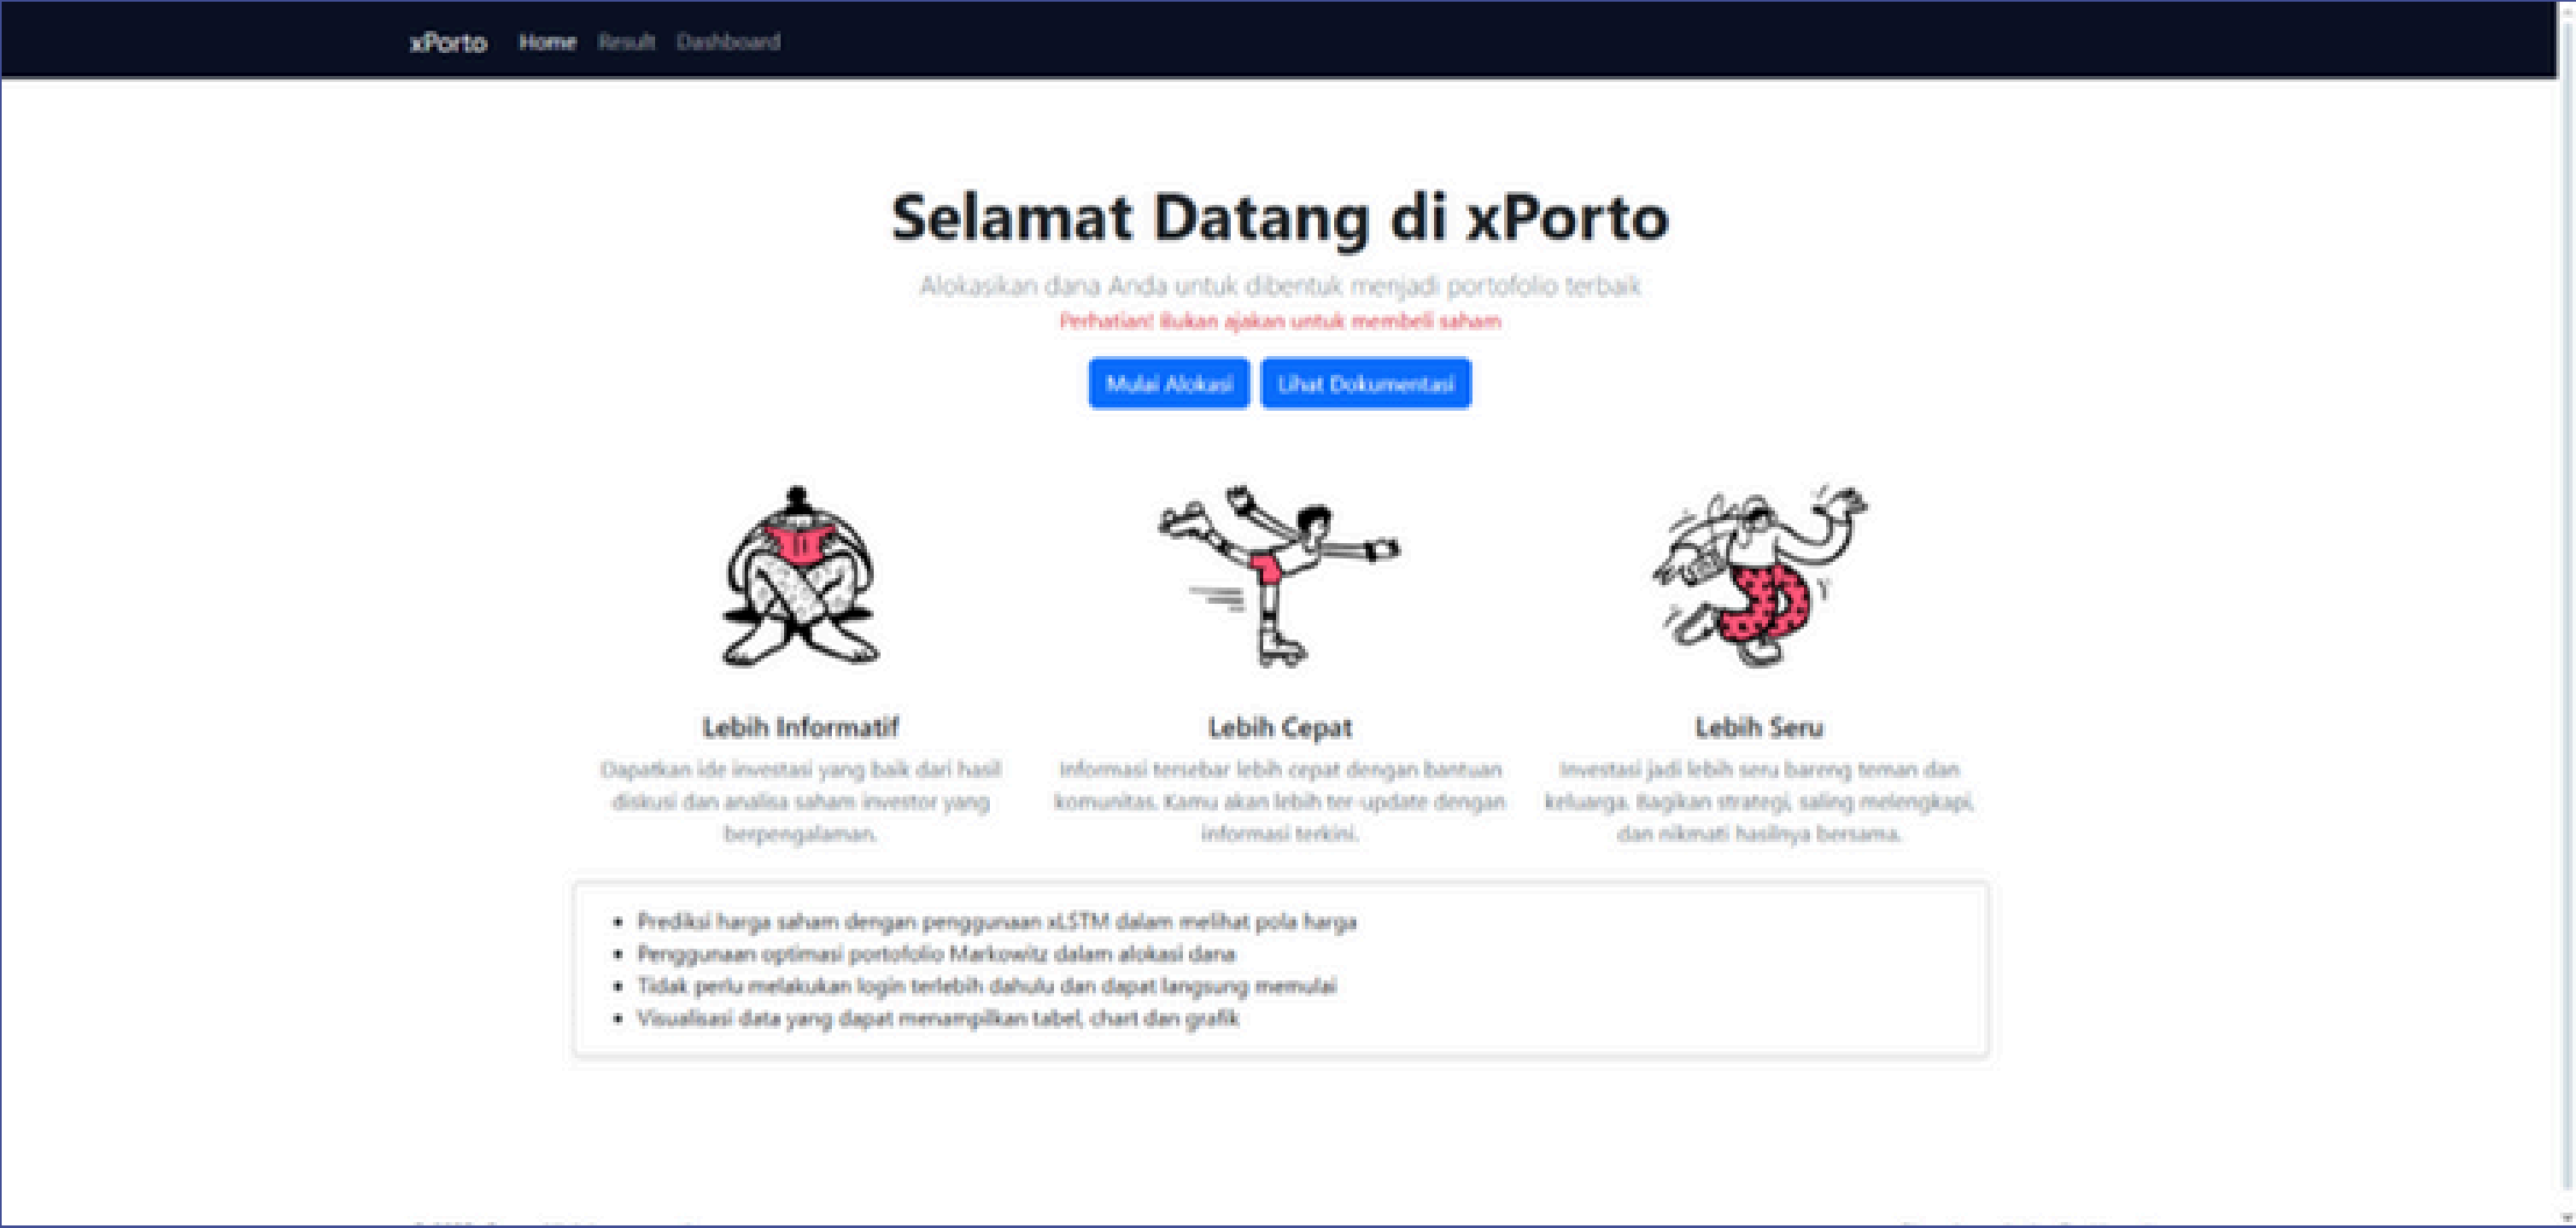 xPorto Home Result Dashboard
Selamat Datang di xPorto
Alokasikan dana Anda untuk dibentuk menjadi portofolio terbaik
Perhatian! Bukan ajakan untuk membeli saham
Mulai Alokasi Lihat Dokumentasi
Lebih Informatif
Dapatkan ide investasi yang baik dari hasil
diskusi dan analisa saham investor yang
berpengalaman.
Lebih Cepat
Informasi tersebar lebih cepat dengan bantuan
komunitas. Kamu akan lebih ter-update dengan
informasi terkini.
Lebih Seru
Investasi jadi lebih seru bareng teman dan
keluarga. Bagikan strategi, saling melengkapi,
dan nikmati hasilnya bersama.
• Prediksi harga saham dengan penggunaan xLSTM dalam melihat pola harga
• Penggunaan optimasi portofolio Markowitz dalam alokasi dana
• Tidak perlu melakukan login terlebih dahulu dan dapat langsung memulai
• Visualisasi data yang dapat menampilkan tabel, chart dan grafik